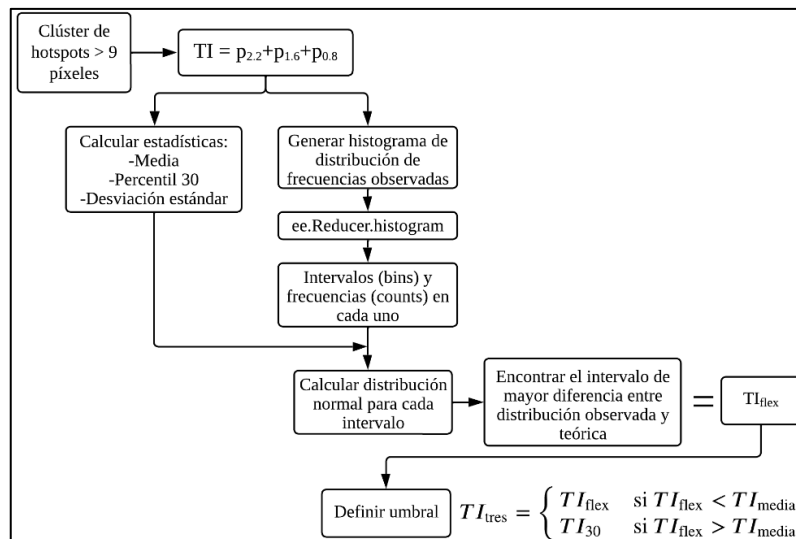 Clúster de
hotspots > 9
píxeles
TI = p2.2+p1.6+p0.8
Calcular estadísticas:
-Media
-Percentil 30
-Desviación estándar
Generar histograma de
distribución de
frecuencias observadas
ee.Reducer.histogram
Intervalos (bins) y
frecuencias (counts) en
cada uno
Calcular distribución
normal para cada
intervalo
Encontrar el intervalo de
mayor diferencia entre
distribución observada y
teórica
=
TIflex
Definir umbral
TItres = { TIflex si TIflex < TImedia
TI30 si TIflex > TImedia